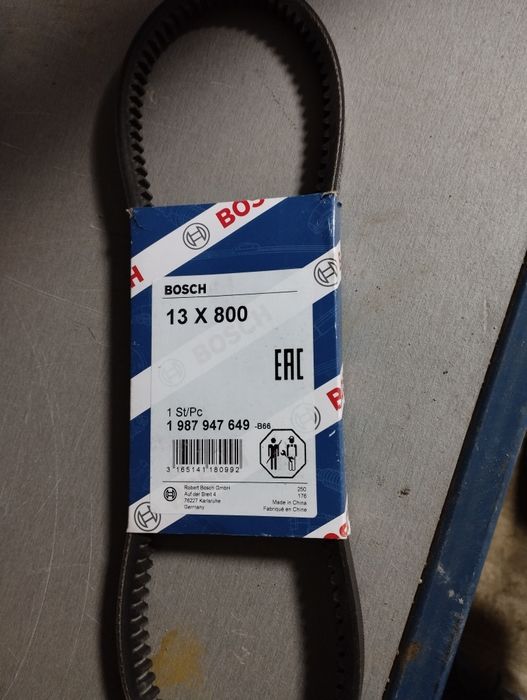 BOSCH
BOSCH
13 X 800
BOSCH
EAC
1 St/Pc
1 987 947 649 -B66
3 165141 180992
Robert Bosch GmbH
Auf der Breit 4
76227 Karlsruhe
Germany
250
176
Made in China
Fabriqué en Chine